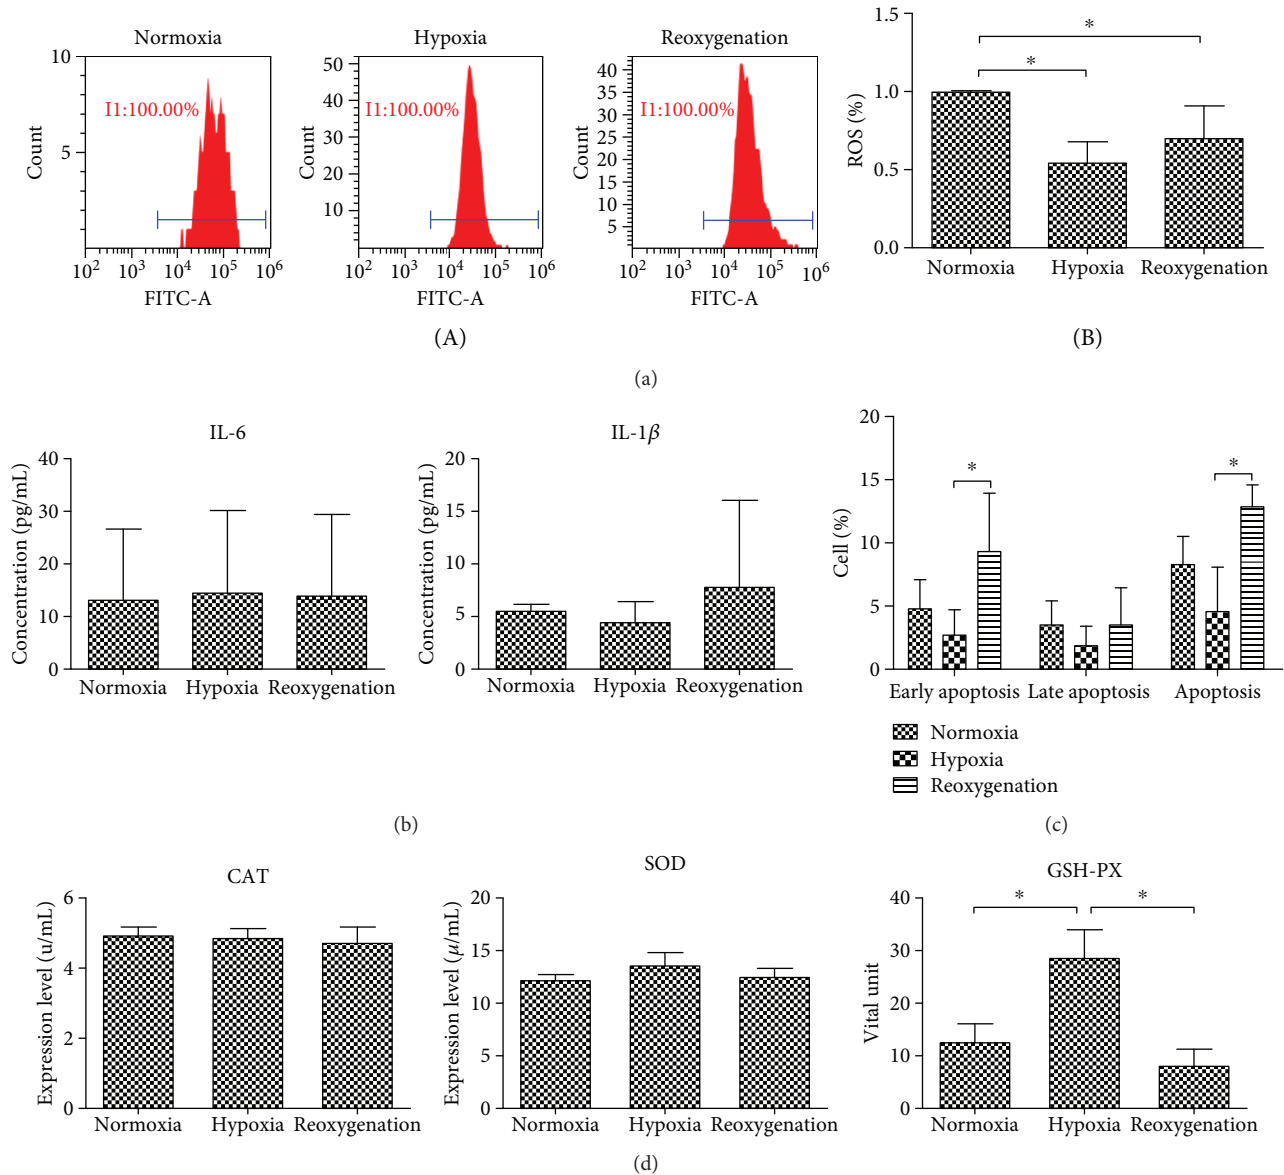 Normoxia
10
5
Count
I1:100.00%
10² 10³ 10⁴ 10⁵ 10⁶
FITC-A
Hypoxia
50
40
30
20
10
Count
I1:100.00%
10² 10³ 10⁴ 10⁵ 10⁶
FITC-A
Reoxygenation
40
35
30
25
20
15
10
5
Count
I1:100.00%
10² 10³ 10⁴ 10⁵ 10⁶
FITC-A
(A)
1.5
1.0
0.5
0.0
ROS (%)
*
*
Normoxia Hypoxia Reoxygenation
(B)
(a)
IL-6
40
30
20
10
0
Concentration (pg/mL)
Normoxia Hypoxia Reoxygenation
IL-1β
20
15
10
5
0
Concentration (pg/mL)
Normoxia Hypoxia Reoxygenation
(b)
20
15
10
5
0
Cell (%)
*
*
Early apoptosis Late apoptosis Apoptosis
Normoxia
Hypoxia
Reoxygenation
(c)
CAT
6
4
2
0
Expression level (u/mL)
Normoxia Hypoxia Reoxygenation
SOD
20
15
10
5
0
Expression level (μ/mL)
Normoxia Hypoxia Reoxygenation
GSH-PX
40
30
20
10
0
Vital unit
* *
Normoxia Hypoxia Reoxygenation
(d)